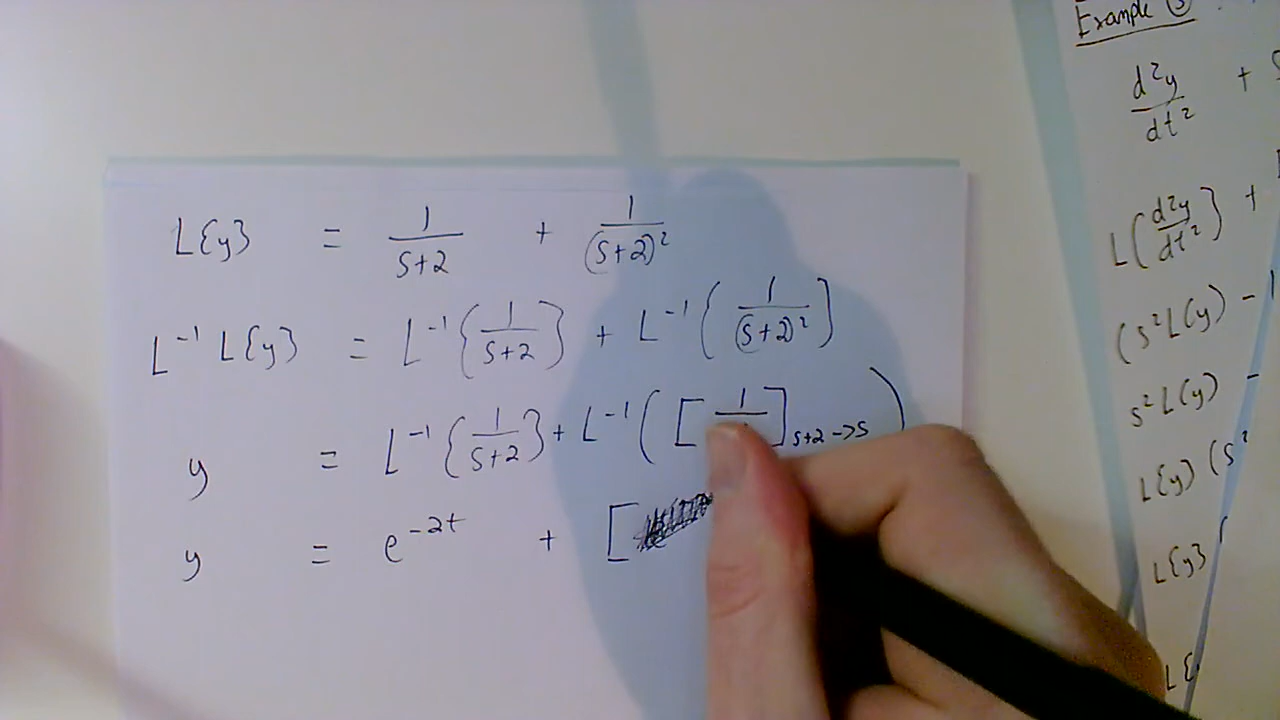 L{y} = 1/(s+2) + 1/(s+2)²
L⁻¹ L{y} = L⁻¹{1/(s+2)} + L⁻¹{1/(s+2)²}
y = L⁻¹{1/(s+2)} + L⁻¹([1/ ]s+2->s)
y = e^(-2t) + [
Example ③
d²y/dt² +
L(d²y/dt²) +
(s²L(y) -
s²L(y) -
L(y) (s²
L{y}
L{